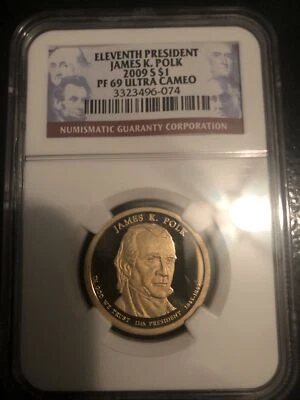 ELEVENTH PRESIDENT
JAMES K. POLK
2009 S $1
PF 69 ULTRA CAMEO
3323496-074
NUMISMATIC GUARANTY CORPORATION
JAMES K. POLK
IN GOD WE TRUST 11th PRESIDENT 1845-1849